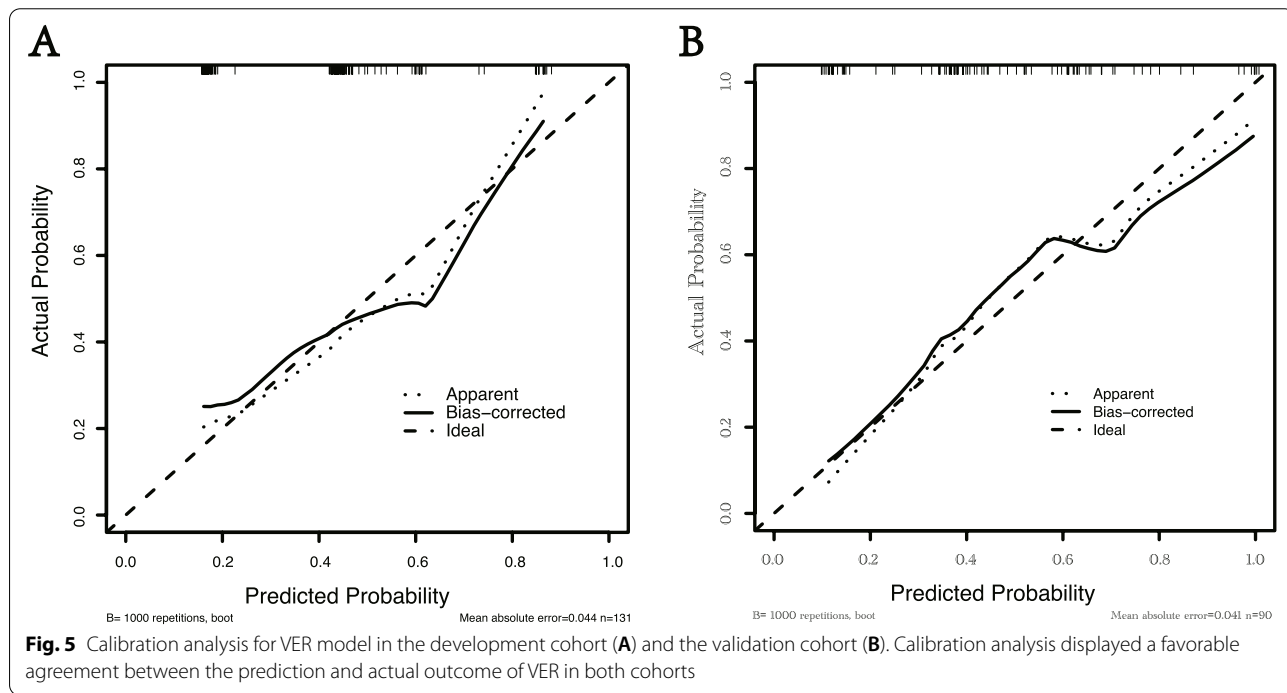 A
Actual Probability
1.0
0.8
0.6
0.4
0.2
0.0
Apparent
Bias-corrected
Ideal
0.0 0.2 0.4 0.6 0.8 1.0
Predicted Probability
B= 1000 repetitions, boot Mean absolute error=0.044 n=131
B
Actual Probability
1.0
0.8
0.6
0.4
0.2
0.0
Apparent
Bias-corrected
Ideal
0.0 0.2 0.4 0.6 0.8 1.0
Predicted Probability
B= 1000 repetitions, boot Mean absolute error=0.041 n=90
Fig. 5 Calibration analysis for VER model in the development cohort (A) and the validation cohort (B). Calibration analysis displayed a favorable
agreement between the prediction and actual outcome of VER in both cohorts